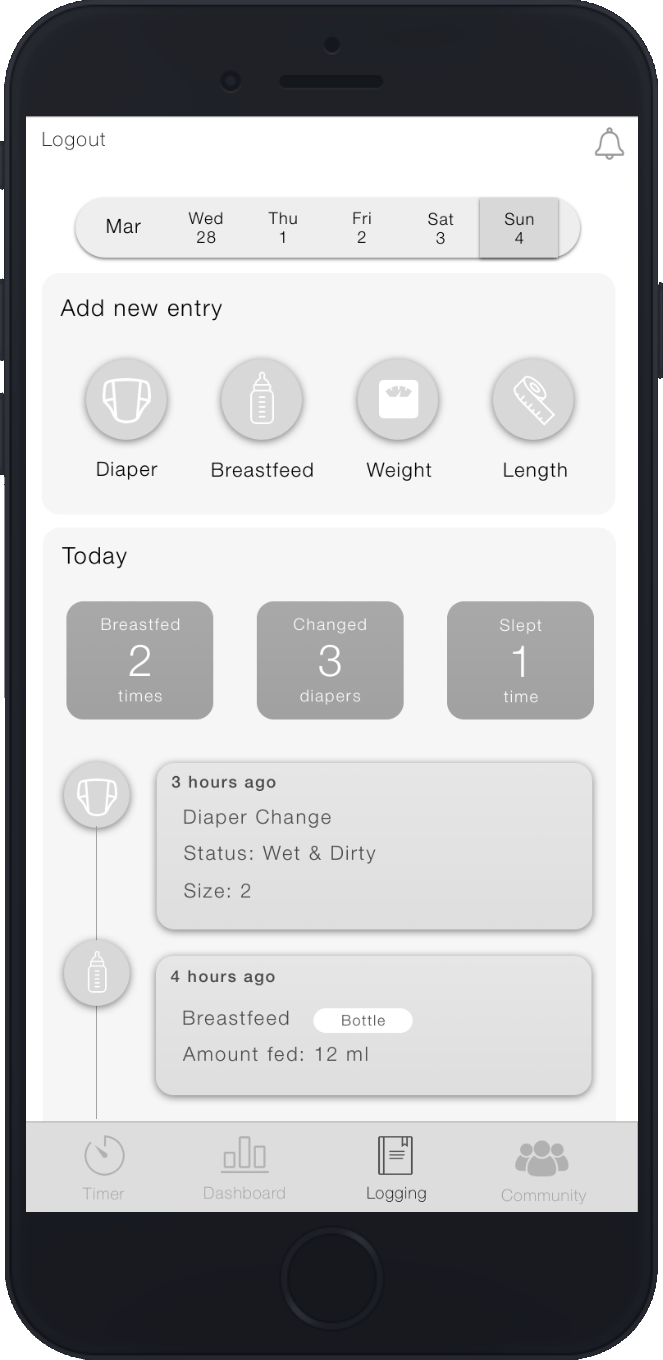 Logout
Mar Wed Thu Fri Sat Sun
28 1 2 3 4
Add new entry
Diaper Breastfeed Weight Length
Today
Breastfed Changed Slept
2 3 1
times diapers time
3 hours ago
Diaper Change
Status: Wet & Dirty
Size: 2
4 hours ago
Breastfeed Bottle
Amount fed: 12 ml
Timer Dashboard Logging Community